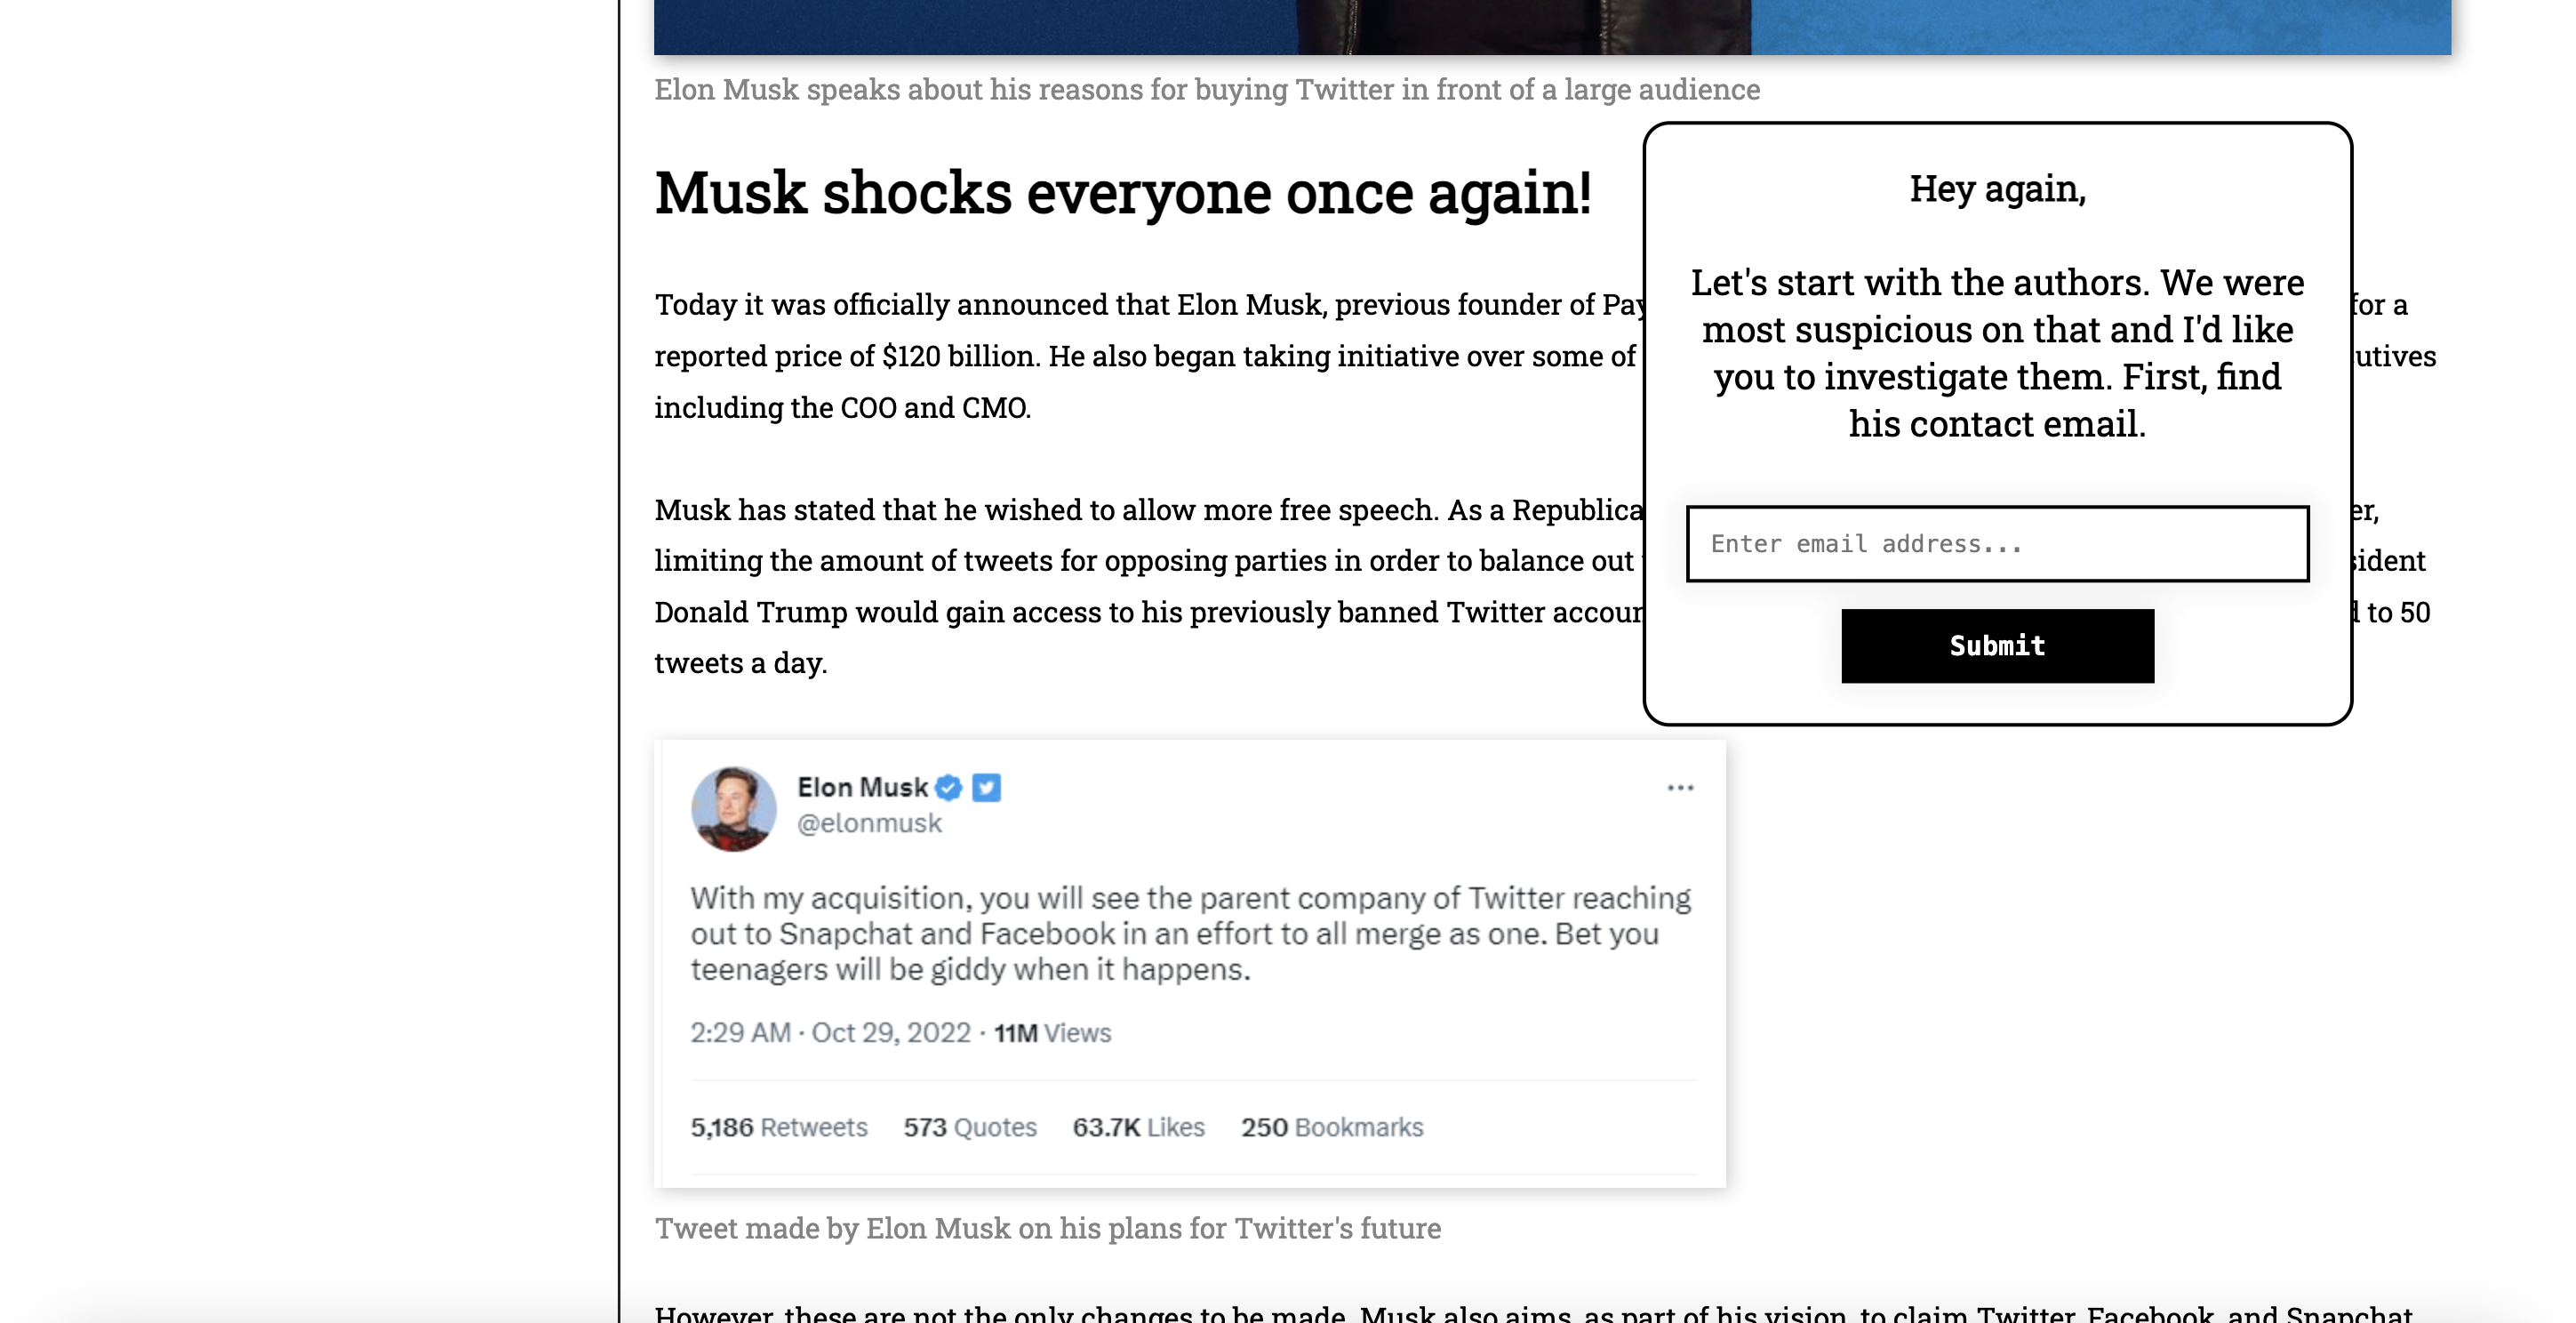 Elon Musk speaks about his reasons for buying Twitter in front of a large audience
Musk shocks everyone once again!
Today it was officially announced that Elon Musk, previous founder of Pay
for a
reported price of $120 billion. He also began taking initiative over some of
utives
including the COO and CMO.
Musk has stated that he wished to allow more free speech. As a Republica
er,
limiting the amount of tweets for opposing parties in order to balance out
sident
Donald Trump would gain access to his previously banned Twitter accoun
to 50
tweets a day.
Hey again,
Let's start with the authors. We were
most suspicious on that and I'd like
you to investigate them. First, find
his contact email.
Enter email address...
Submit
Elon Musk
@elonmusk
With my acquisition, you will see the parent company of Twitter reaching
out to Snapchat and Facebook in an effort to all merge as one. Bet you
teenagers will be giddy when it happens.
2:29 AM · Oct 29, 2022 · 11M Views
5,186 Retweets 573 Quotes 63.7K Likes 250 Bookmarks
Tweet made by Elon Musk on his plans for Twitter's future
However, these are not the only changes to be made. Musk also aims, as part of his vision, to claim Twitter, Facebook, and Snapchat